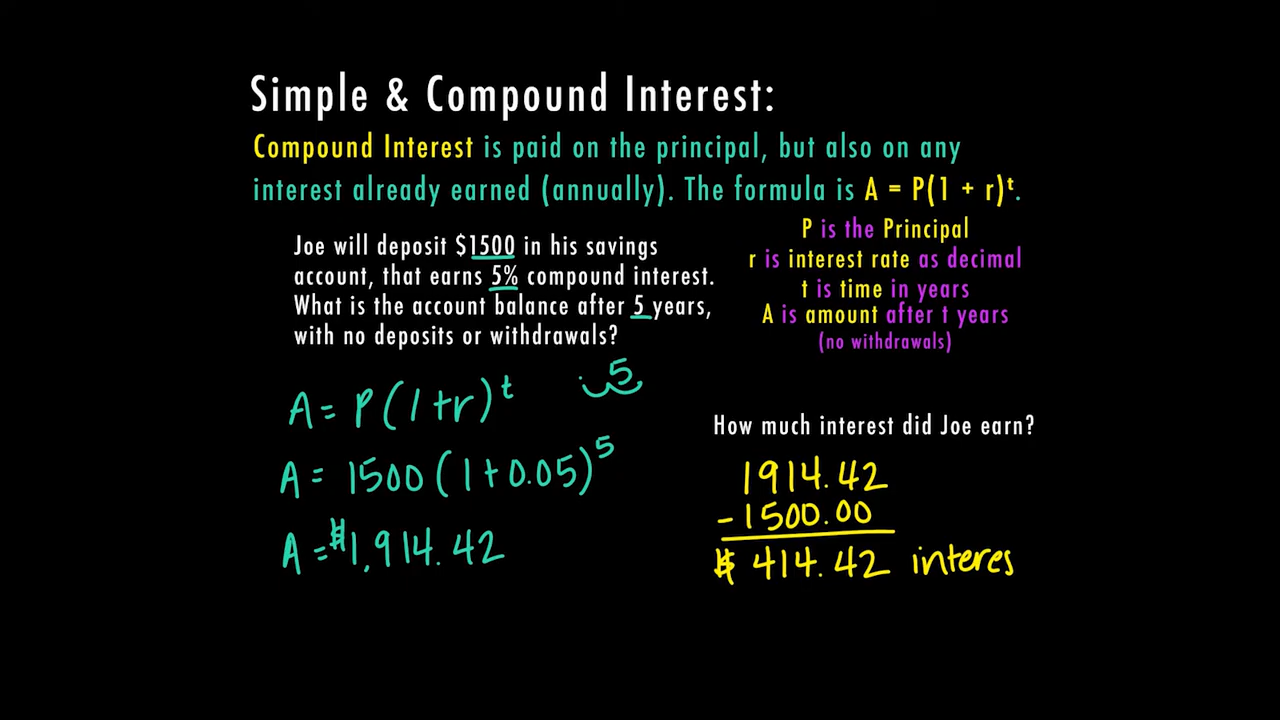 Simple & Compound Interest:
Compound Interest is paid on the principal, but also on any
interest already earned (annually). The formula is A = P(1 + r)ᵗ.
Joe will deposit $1500 in his savings
account, that earns 5% compound interest.
What is the account balance after 5 years,
with no deposits or withdrawals?
P is the Principal
r is interest rate as decimal
t is time in years
A is amount after t years
(no withdrawals)
A = P(1+r)ᵗ
.5
A = 1500(1+0.05)⁵
A = $1,914.42
How much interest did Joe earn?
1914.42
-1500.00
$ 414.42 interes